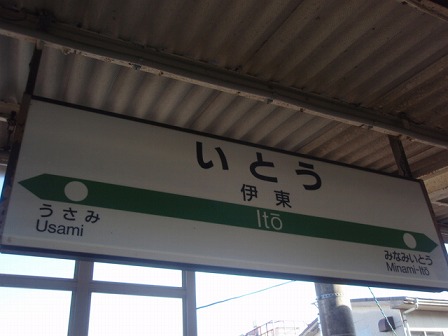 いとう
伊東
Itō
うさみ
Usami
みなみいとう
Minami-Itō